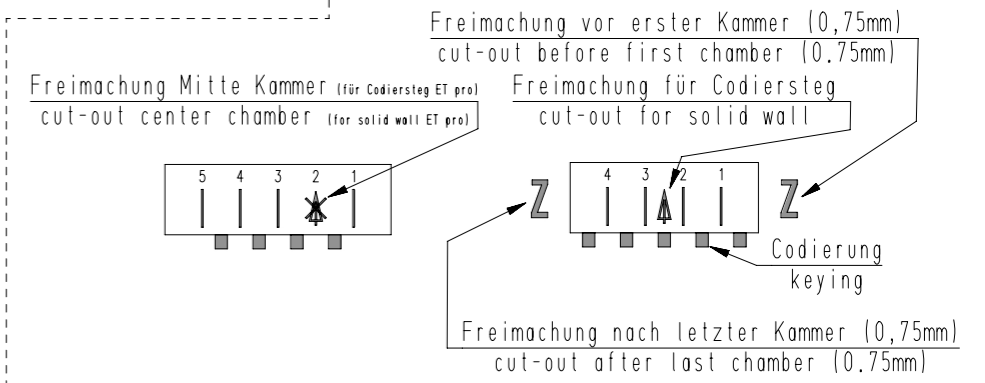 Freimachung vor erster Kammer (0,75mm)
cut-out before first chamber (0.75mm)
Freimachung Mitte Kammer (für Codiersteg ET pro)
cut-out center chamber (for solid wall ET pro)
Freimachung für Codiersteg
cut-out for solid wall
5 4 3 2 1
Z
4 3 2 1
Z
Codierung
keying
Freimachung nach letzter Kammer (0,75mm)
cut-out after last chamber (0.75mm)